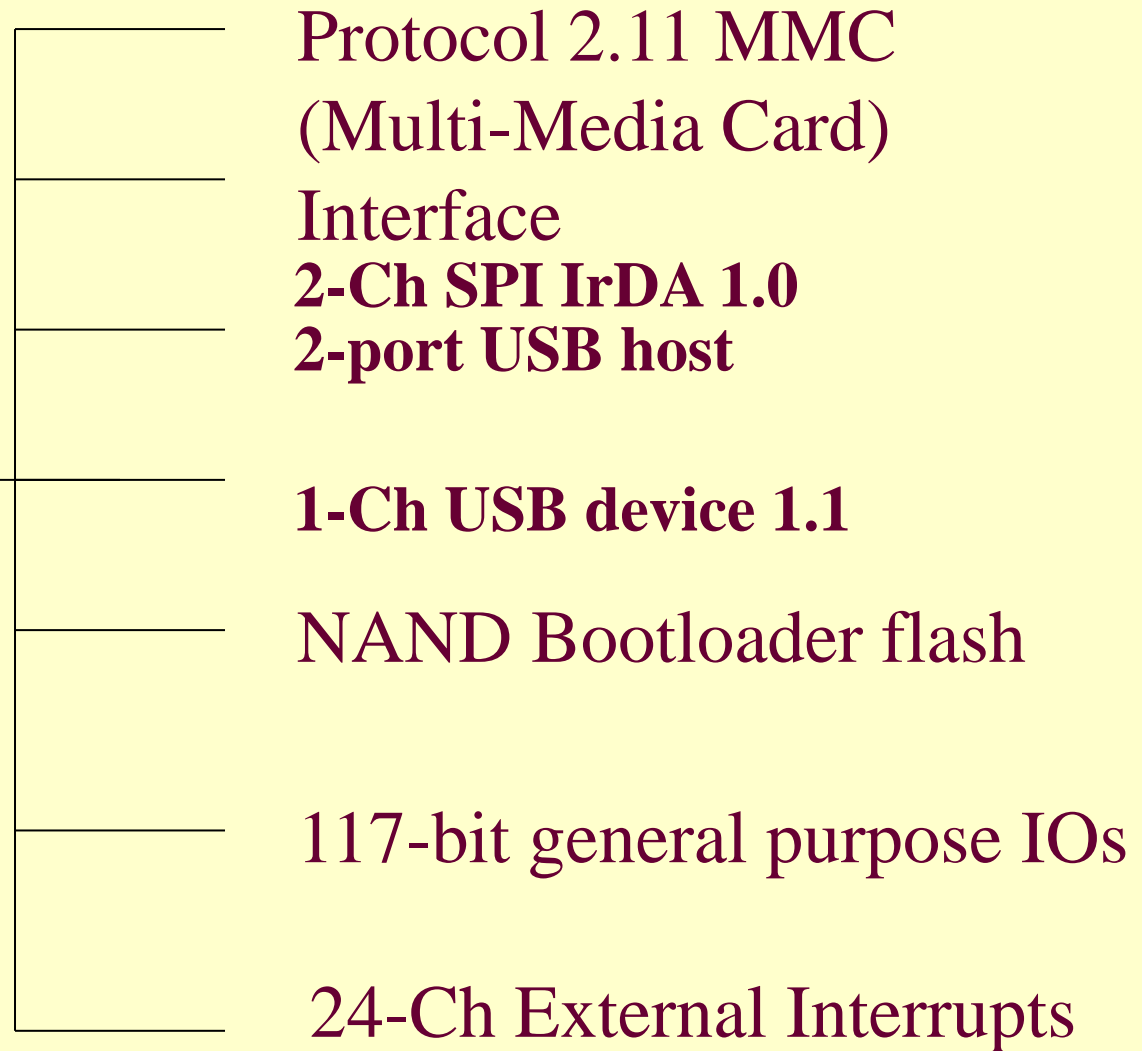 Protocol 2.11 MMC
(Multi-Media Card)
Interface
2-Ch SPI IrDA 1.0
2-port USB host
1-Ch USB device 1.1
NAND Bootloader flash
117-bit general purpose IOs
24-Ch External Interrupts